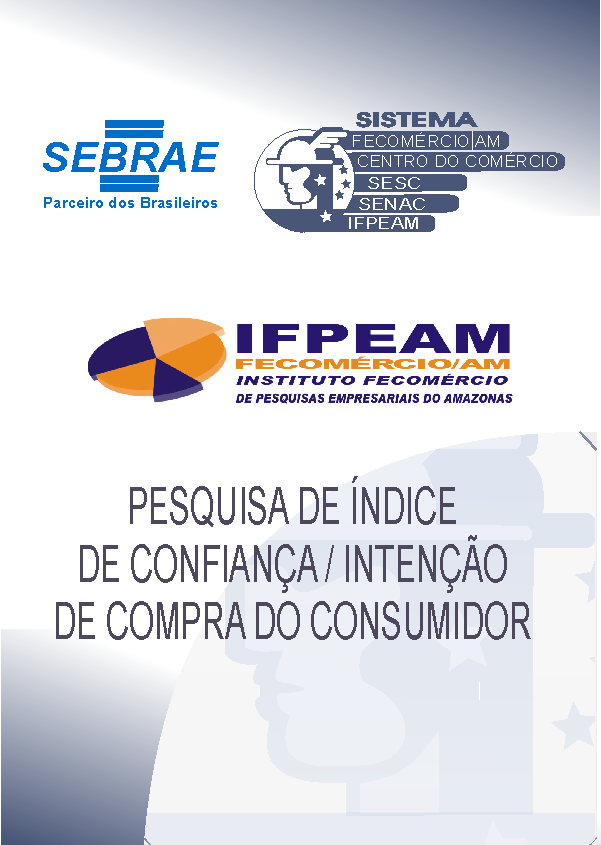 SEBRAE
Parceiro dos Brasileiros
SISTEMA
FECOMÉRCIO AM
CENTRO DO COMÉRCIO
SESC
SENAC
IFPEAM
IFPEAM
FECOMÉRCIO/AM
INSTITUTO FECOMÉRCIO
DE PESQUISAS EMPRESARIAIS DO AMAZONAS
PESQUISA DE ÍNDICE
DE CONFIANÇA / INTENÇÃO
DE COMPRA DO CONSUMIDOR